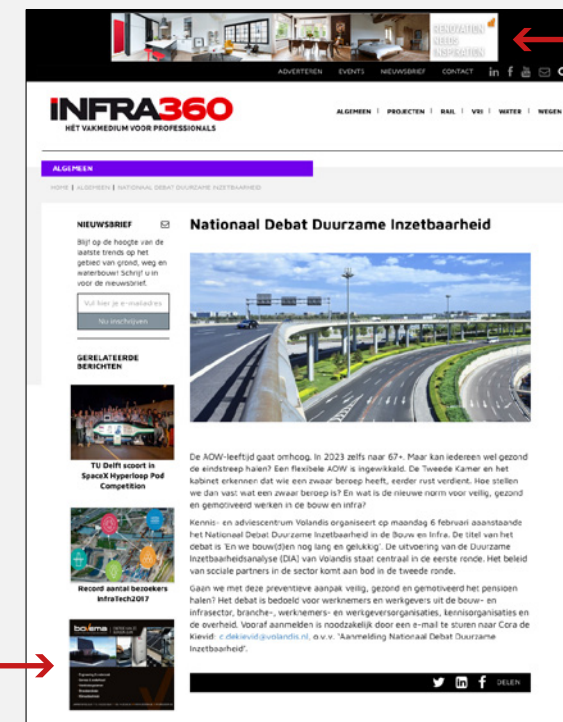 RENOVATION
NEEDS
INSPIRATION
ADVERTEREN EVENTS NIEUWSBRIEF CONTACT
INFRA360
HÉT VAKMEDIUM VOOR PROFESSIONALS
ALGEMEEN | PROJECTEN | RAIL | VRI | WATER | WEGEN
ALGEMEEN
HOME | ALGEMEEN | NATIONAAL DEBAT DUURZAME INZETBAARHEID
NIEUWSBRIEF
Blijf op de hoogte van de
laatste trends op het
gebied van grond, weg en
waterbouw! Schrijf u in
voor de nieuwsbrief.
Vul hier je e-mailadres
Nu inschrijven
GERELATEERDE
BERICHTEN
TU Delft scoort in
SpaceX Hyperloop Pod
Competition
Record aantal bezoekers
InfraTech2017
bosema
Nationaal Debat Duurzame Inzetbaarheid
De AOW-leeftijd gaat omhoog. In 2023 zelfs naar 67+. Maar kan iedereen wel gezond
de eindstreep halen? Een flexibele AOW is ingewikkeld. De Tweede Kamer en het
kabinet erkennen dat wie een zwaar beroep heeft, eerder rust verdient. Hoe stellen
we dan vast wat een zwaar beroep is? En wat is de nieuwe norm voor veilig, gezond
en gemotiveerd werken in de bouw en infra?
Kennis- en adviescentrum Volandis organiseert op maandag 6 februari aaanstaande
het Nationaal Debat Duurzame Inzetbaarheid in de Bouw en Infra. De titel van het
debat is 'En we bouw(d)en nog lang en gelukkig'. De uitvoering van de Duurzame
Inzetbaarheidsanalyse (DIA) van Volandis staat centraal in de eerste ronde. Het beleid
van sociale partners in de sector komt aan bod in de tweede ronde.
Gaan we met deze preventieve aanpak veilig, gezond en gemotiveerd het pensioen
halen? Het debat is bedoeld voor werknemers en werkgevers uit de bouw- en
infrasector, branche-, werknemers- en werkgeversorganisaties, kennisorganisaties en
de overheid. Vooraf aanmelden is noodzakelijk door een e-mail te sturen naar Cora de
Kievid: c.dekievid@volandis.nl, o.v.v. 'Aanmelding Nationaal Debat Duurzame
Inzetbaarheid'.
DELEN